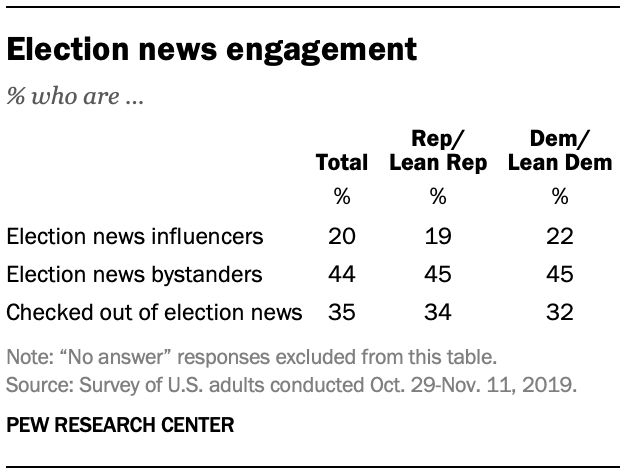 Election news engagement
% who are ...
Rep/ Dem/
Total Lean Rep Lean Dem
% % %
Election news influencers 20 19 22
Election news bystanders 44 45 45
Checked out of election news 35 34 32
Note: “No answer” responses excluded from this table.
Source: Survey of U.S. adults conducted Oct. 29-Nov. 11, 2019.
PEW RESEARCH CENTER